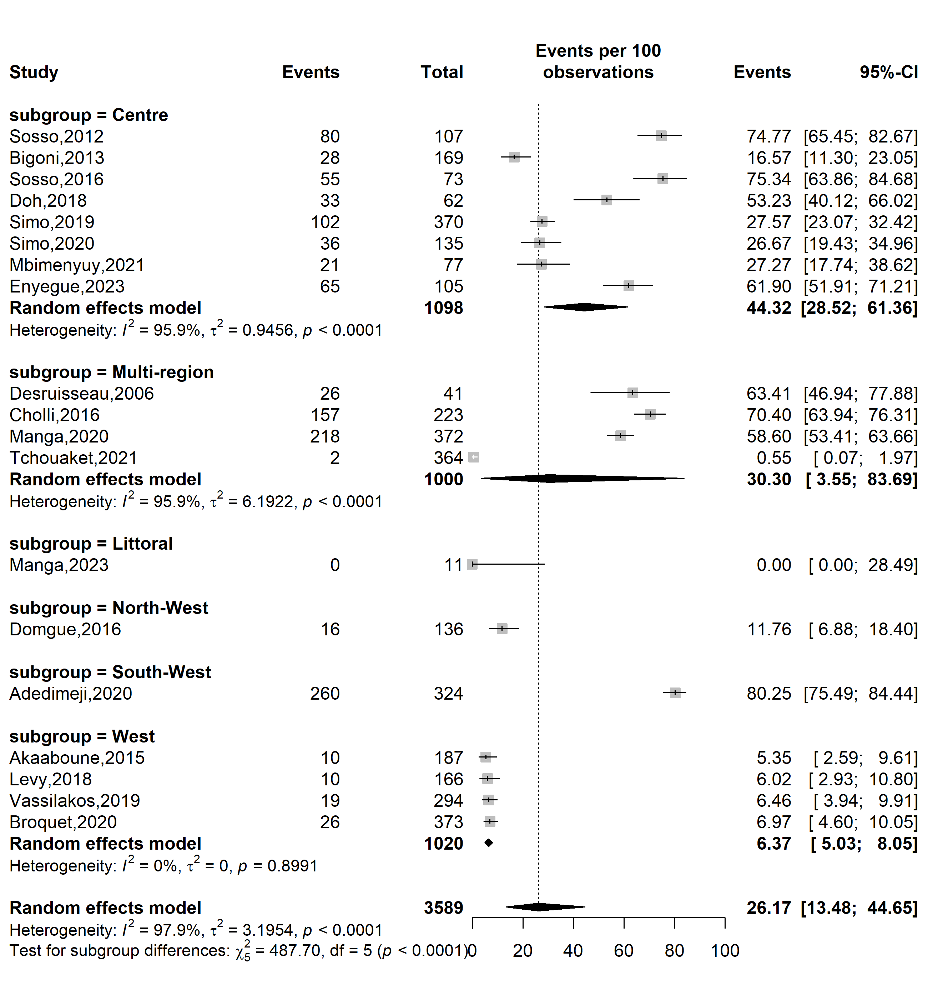 Events per 100
Study Events Total observations Events 95%-CI
subgroup = Centre
Sosso,2012 80 107 74.77 [65.45; 82.67]
Bigoni,2013 28 169 16.57 [11.30; 23.05]
Sosso,2016 55 73 75.34 [63.86; 84.68]
Doh,2018 33 62 53.23 [40.12; 66.02]
Simo,2019 102 370 27.57 [23.07; 32.42]
Simo,2020 36 135 26.67 [19.43; 34.96]
Mbimenyuy,2021 21 77 27.27 [17.74; 38.62]
Enyegue,2023 65 105 61.90 [51.91; 71.21]
Random effects model 1098 44.32 [28.52; 61.36]
Heterogeneity: I² = 95.9%, τ² = 0.9456, p < 0.0001
subgroup = Multi-region
Desruisseau,2006 26 41 63.41 [46.94; 77.88]
Cholli,2016 157 223 70.40 [63.94; 76.31]
Manga,2020 218 372 58.60 [53.41; 63.66]
Tchouaket,2021 2 364 0.55 [ 0.07; 1.97]
Random effects model 1000 30.30 [ 3.55; 83.69]
Heterogeneity: I² = 95.9%, τ² = 6.1922, p < 0.0001
subgroup = Littoral
Manga,2023 0 11 0.00 [ 0.00; 28.49]
subgroup = North-West
Domgue,2016 16 136 11.76 [ 6.88; 18.40]
subgroup = South-West
Adedimeji,2020 260 324 80.25 [75.49; 84.44]
subgroup = West
Akaaboune,2015 10 187 5.35 [ 2.59; 9.61]
Levy,2018 10 166 6.02 [ 2.93; 10.80]
Vassilakos,2019 19 294 6.46 [ 3.94; 9.91]
Broquet,2020 26 373 6.97 [ 4.60; 10.05]
Random effects model 1020 6.37 [ 5.03; 8.05]
Heterogeneity: I² = 0%, τ² = 0, p = 0.8991
Random effects model 3589 26.17 [13.48; 44.65]
Heterogeneity: I² = 97.9%, τ² = 3.1954, p < 0.0001
Test for subgroup differences: χ²₅ = 487.70, df = 5 (p < 0.0001) 0 20 40 60 80 100